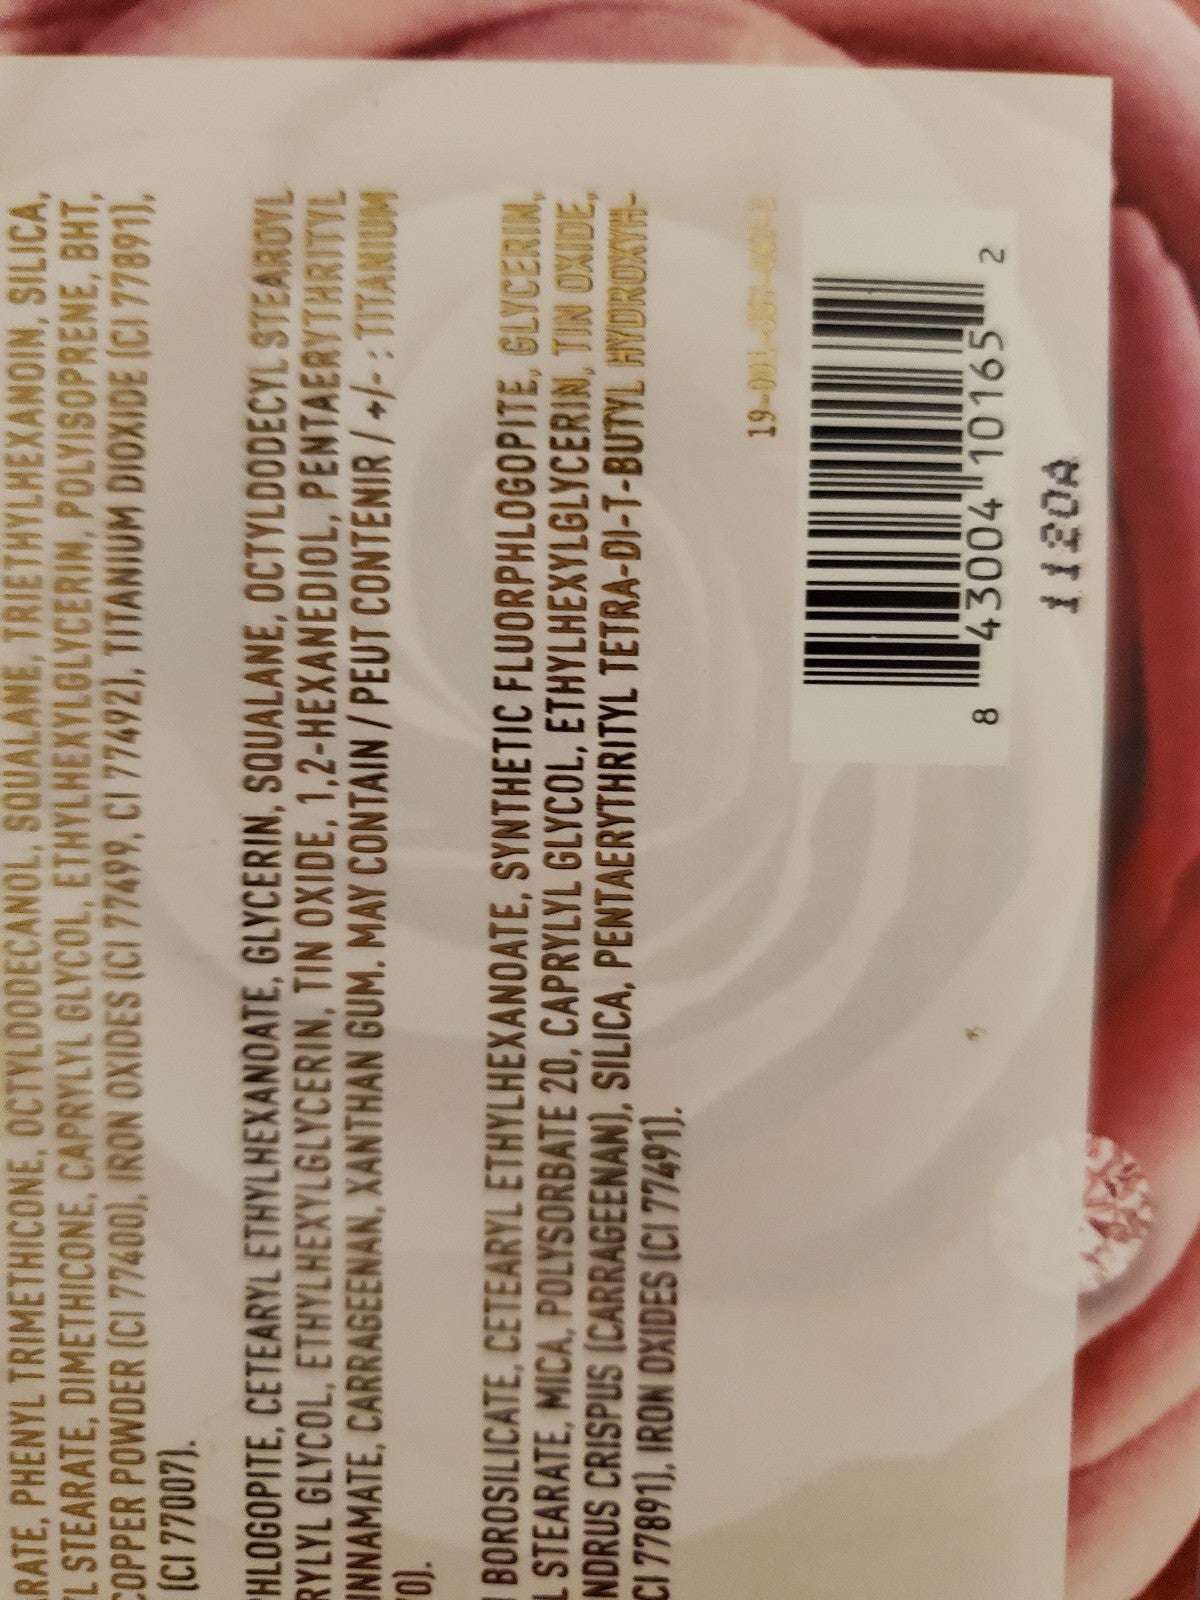 RATE, PHENYL TRIMETHICONE, OCTYLDODECANOL, SQUALANE, TRIETHYLHEXANOIN, SILICA,
L STEARATE, DIMETHICONE, CAPRYLYL GLYCOL, ETHYLHEXYLGLYCERIN, POLYISOPRENE, BHT,
COPPER POWDER (CI 77400), IRON OXIDES (CI 77499, CI 77492), TITANIUM DIOXIDE (CI 77891),
(CI 77007).
HLOGOPITE, CETEARYL ETHYLHEXANOATE, GLYCERIN, SQUALANE, OCTYLDODECYL STEAROYL
RYLYL GLYCOL, ETHYLHEXYLGLYCERIN, TIN OXIDE, 1,2-HEXANEDIOL, PENTAERYTHRITYL
INNAMATE, CARRAGEENAN, XANTHAN GUM. MAY CONTAIN / PEUT CONTENIR / +/- : TITANIUM
0).
BOROSILICATE, CETEARYL ETHYLHEXANOATE, SYNTHETIC FLUORPHLOGOPITE, GLYCERIN,
L STEARATE, MICA, POLYSORBATE 20, CAPRYLYL GLYCOL, ETHYLHEXYLGLYCERIN, TIN OXIDE,
NDRUS CRISPUS (CARRAGEENAN), SILICA, PENTAERYTHRITYL TETRA-DI-T-BUTYL HYDROXYH-
CI 77891), IRON OXIDES (CI 77491).
8 43004 10165 2
1120A